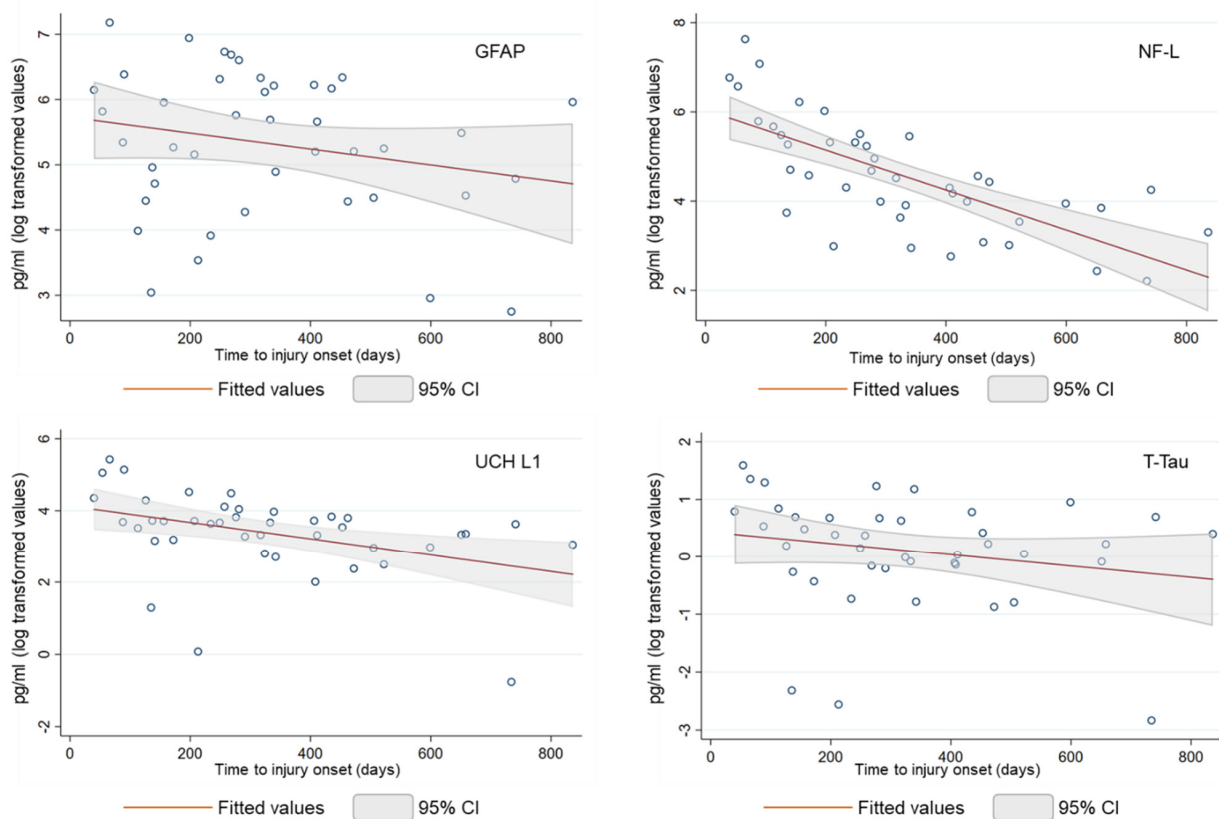 GFAP
pg/ml (log transformed values)
7
6
5
4
3
0 200 400 600 800
Time to injury onset (days)
Fitted values 95% CI
NF-L
pg/ml (log transformed values)
8
6
4
2
0 200 400 600 800
Time to injury onset (days)
Fitted values 95% CI
UCH L1
pg/ml (log transformed values)
6
4
2
0
-2
0 200 400 600 800
Time to injury onset (days)
Fitted values 95% CI
T-Tau
pg/ml (log transformed values)
2
1
0
-1
-2
-3
0 200 400 600 800
Time to injury onset (days)
Fitted values 95% CI